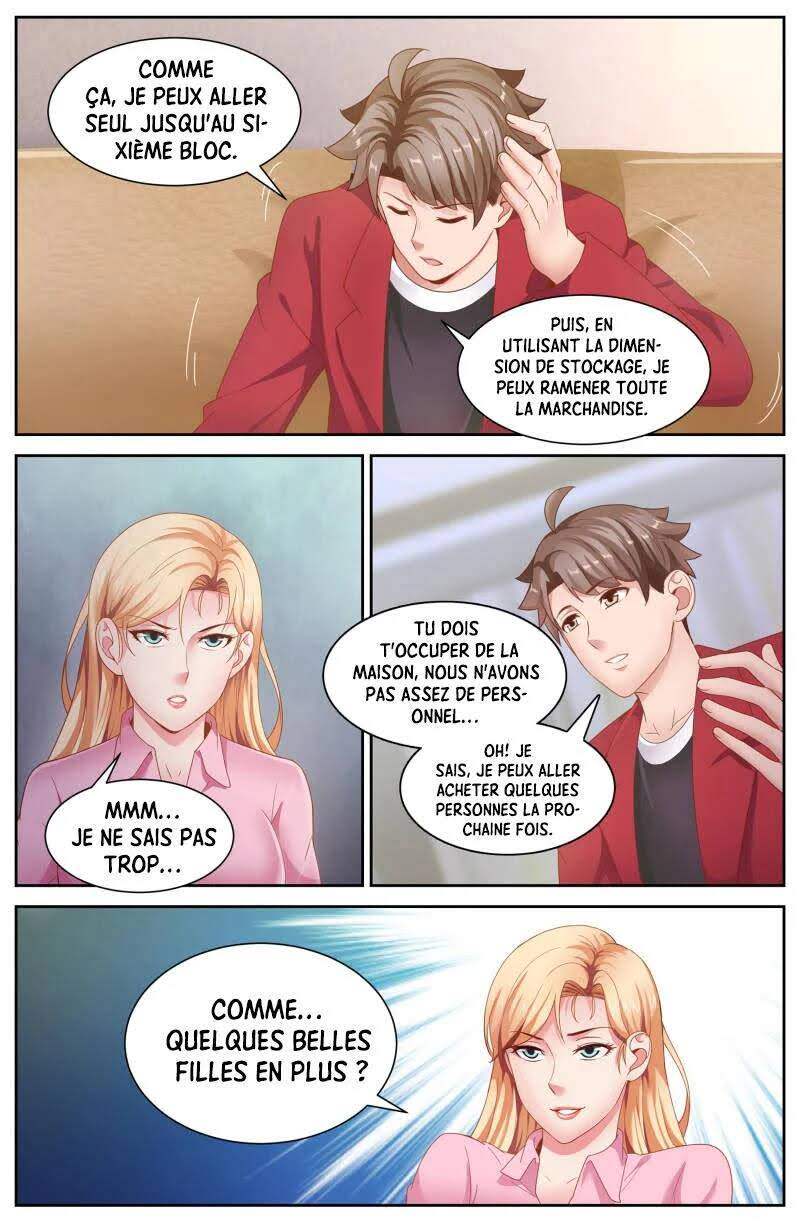 COMME
ÇA, JE PEUX ALLER
SEUL JUSQU'AU SI-
XIÈME BLOC.
PUIS, EN
UTILISANT LA DIMEN-
SION DE STOCKAGE, JE
PEUX RAMENER TOUTE
LA MARCHANDISE.
MMM...
JE NE SAIS PAS
TROP...
TU DOIS
T'OCCUPER DE LA
MAISON, NOUS N'AVONS
PAS ASSEZ DE PERS-
ONNEL...
OH! JE
SAIS, JE PEUX ALLER
ACHETER QUELQUES
PERSONNES LA PRO-
CHAINE FOIS.
COMME...
QUELQUES BELLES
FILLES EN PLUS ?